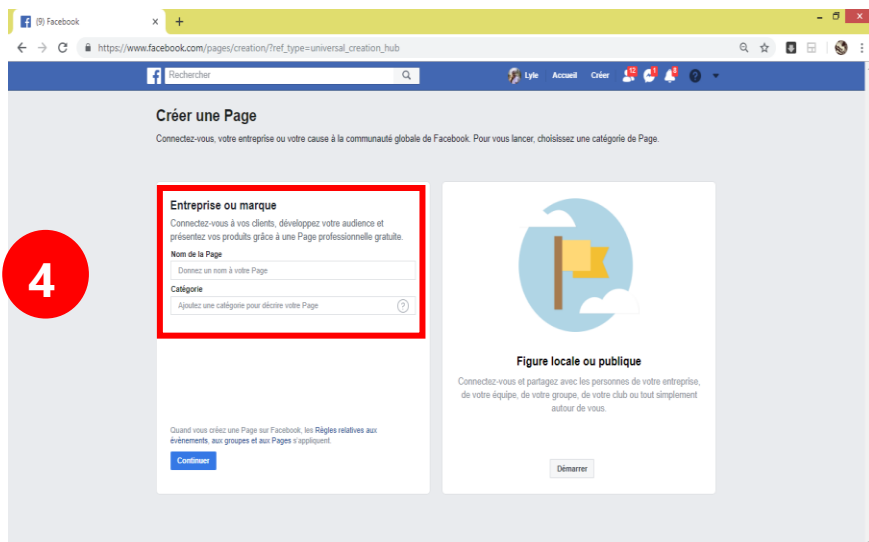 (9) Facebook
https://www.facebook.com/pages/creation/?ref_type=universal_creation_hub
Rechercher
Lyle Accueil Créer 12 1 8
Créer une Page
Connectez-vous, votre entreprise ou votre cause à la communauté globale de Facebook. Pour vous lancer, choisissez une catégorie de Page.
4
Entreprise ou marque
Connectez-vous à vos clients, développez votre audience et
présentez vos produits grâce à une Page professionnelle gratuite.
Nom de la Page
Donnez un nom à votre Page
Catégorie
Ajoutez une catégorie pour décrire votre Page ?
Quand vous créez une Page sur Facebook, les Règles relatives aux
évènements, aux groupes et aux Pages s'appliquent.
Continuer
Figure locale ou publique
Connectez-vous et partagez avec les personnes de votre entreprise,
de votre équipe, de votre groupe, de votre club ou tout simplement
autour de vous.
Démarrer